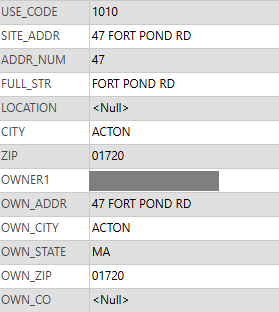 USE_CODE 1010
SITE_ADDR 47 FORT POND RD
ADDR_NUM 47
FULL_STR FORT POND RD
LOCATION <Null>
CITY ACTON
ZIP 01720
OWNER1
OWN_ADDR 47 FORT POND RD
OWN_CITY ACTON
OWN_STATE MA
OWN_ZIP 01720
OWN_CO <Null>